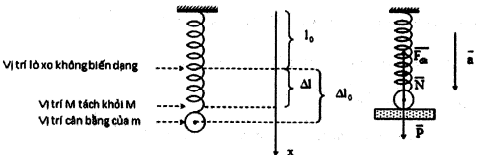 l₀
Vị trí lò xo không biến dạng
Δl
Δl₀
Vị trí M tách khỏi M
Vị trí cân bằng của m
x
F đh
N
P
a